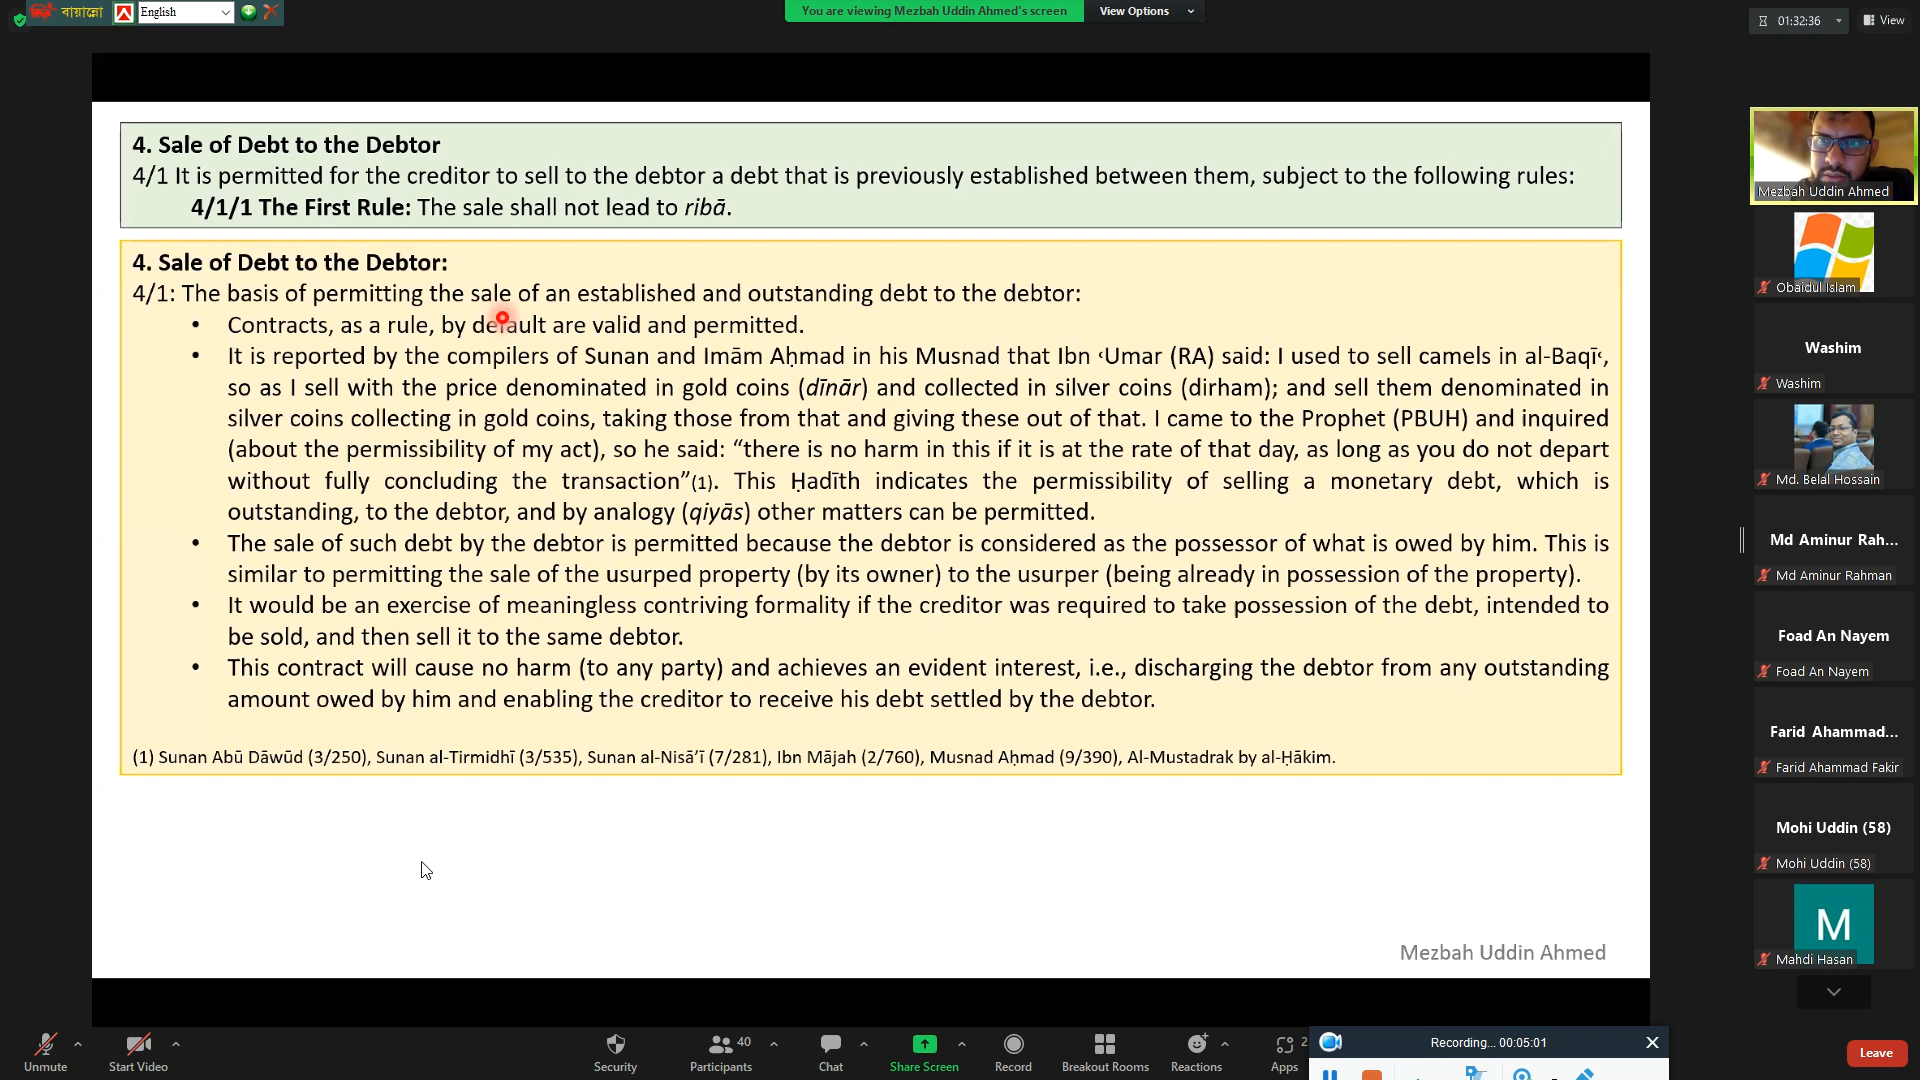 বায়ান্নো
English
You are viewing Mezbah Uddin Ahmed's screen
View Options
01:32:36
View
4. Sale of Debt to the Debtor
4/1 It is permitted for the creditor to sell to the debtor a debt that is previously established between them, subject to the following rules:
4/1/1 The First Rule: The sale shall not lead to ribā.
4. Sale of Debt to the Debtor:
4/1: The basis of permitting the sale of an established and outstanding debt to the debtor:
• Contracts, as a rule, by default are valid and permitted.
• It is reported by the compilers of Sunan and Imām Aḥmad in his Musnad that Ibn ‹Umar (RA) said: I used to sell camels in al-Baqī‹,
so as I sell with the price denominated in gold coins (dīnār) and collected in silver coins (dirham); and sell them denominated in
silver coins collecting in gold coins, taking those from that and giving these out of that. I came to the Prophet (PBUH) and inquired
(about the permissibility of my act), so he said: “there is no harm in this if it is at the rate of that day, as long as you do not depart
without fully concluding the transaction”(1). This Ḥadīth indicates the permissibility of selling a monetary debt, which is
outstanding, to the debtor, and by analogy (qiyās) other matters can be permitted.
• The sale of such debt by the debtor is permitted because the debtor is considered as the possessor of what is owed by him. This is
similar to permitting the sale of the usurped property (by its owner) to the usurper (being already in possession of the property).
• It would be an exercise of meaningless contriving formality if the creditor was required to take possession of the debt, intended to
be sold, and then sell it to the same debtor.
• This contract will cause no harm (to any party) and achieves an evident interest, i.e., discharging the debtor from any outstanding
amount owed by him and enabling the creditor to receive his debt settled by the debtor.
(1) Sunan Abū Dāwūd (3/250), Sunan al-Tirmidhī (3/535), Sunan al-Nisā’ī (7/281), Ibn Mājah (2/760), Musnad Aḥmad (9/390), Al-Mustadrak by al-Ḥākim.
Mezbah Uddin Ahmed
Mezbah Uddin Ahmed
Obaidul Islam
Washim
Washim
Md. Belal Hossain
Md Aminur Rah...
Md Aminur Rahman
Foad An Nayem
Foad An Nayem
Farid Ahammad...
Farid Ahammad Fakir
Mohi Uddin (58)
Mohi Uddin (58)
M
Mahdi Hasan
Unmute
Start Video
Security
Participants
40
Chat
Share Screen
Record
Breakout Rooms
Reactions
Apps
2
Recording... 00:05:01
Leave